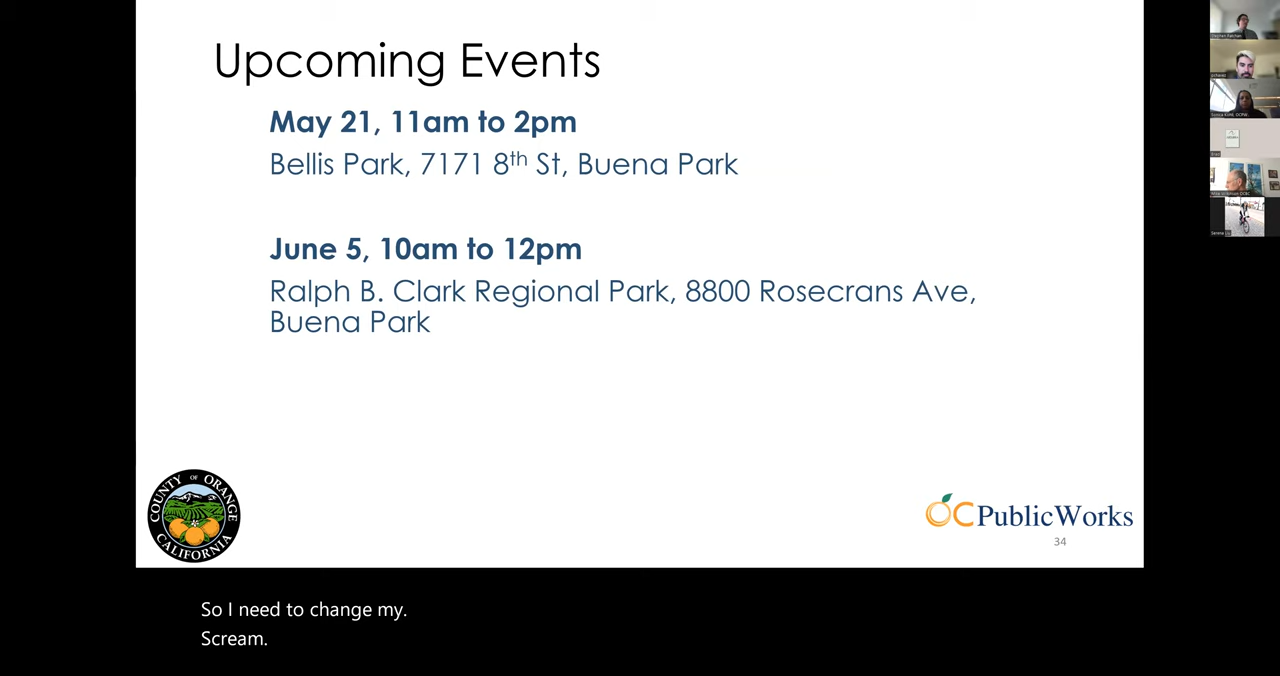 Upcoming Events
May 21, 11am to 2pm
Bellis Park, 7171 8th St, Buena Park
June 5, 10am to 12pm
Ralph B. Clark Regional Park, 8800 Rosecrans Ave,
Buena Park
COUNTY OF ORANGE
CALIFORNIA
OC PublicWorks
34
So I need to change my.
Scream.